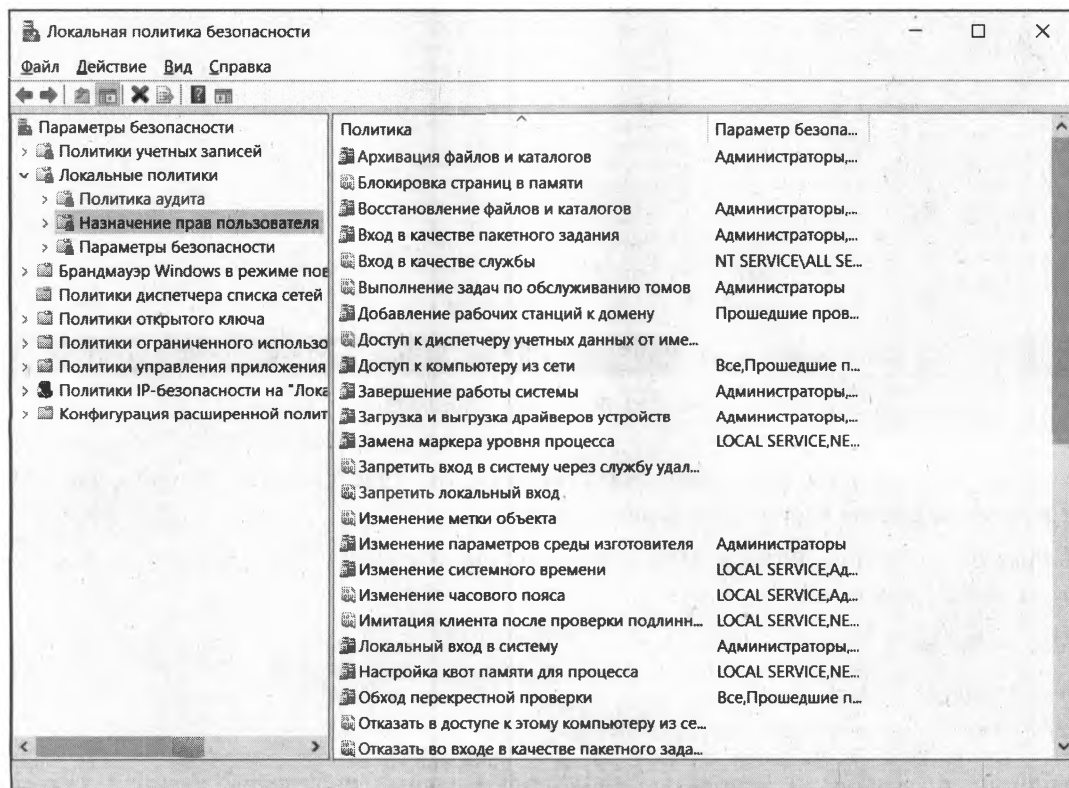 Локальная политика безопасности
Файл Действие Вид Справка
Параметры безопасности
Политики учетных записей
Локальные политики
Политика аудита
Назначение прав пользователя
Параметры безопасности
Брандмауэр Windows в режиме пов
Политики диспетчера списка сетей
Политики открытого ключа
Политики ограниченного использо
Политики управления приложения
Политики IP-безопасности на "Лока
Конфигурация расширенной полит
Политика Параметр безопа...
Архивация файлов и каталогов Администраторы,...
Блокировка страниц в памяти
Восстановление файлов и каталогов Администраторы,...
Вход в качестве пакетного задания Администраторы,...
Вход в качестве службы NT SERVICE\ALL SE...
Выполнение задач по обслуживанию томов Администраторы
Добавление рабочих станций к домену Прошедшие пров...
Доступ к диспетчеру учетных данных от име...
Доступ к компьютеру из сети Все,Прошедшие п...
Завершение работы системы Администраторы,...
Загрузка и выгрузка драйверов устройств Администраторы,...
Замена маркера уровня процесса LOCAL SERVICE,NE...
Запретить вход в систему через службу удал...
Запретить локальный вход
Изменение метки объекта
Изменение параметров среды изготовителя Администраторы
Изменение системного времени LOCAL SERVICE,Ад...
Изменение часового пояса LOCAL SERVICE,Ад...
Имитация клиента после проверки подлинн... LOCAL SERVICE,NE...
Локальный вход в систему Администраторы,...
Настройка квот памяти для процесса LOCAL SERVICE,NE...
Обход перекрестной проверки Все,Прошедшие п...
Отказать в доступе к этому компьютеру из се...
Отказать во входе в качестве пакетного зада...